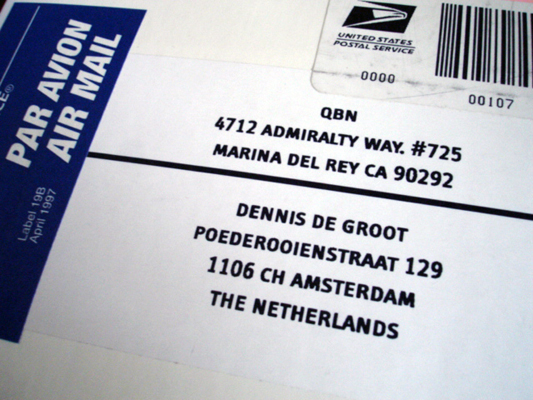 UNITED STATES
POSTAL SERVICE
0000
00107
PAR AVION
AIR MAIL
Label 19B
April 1997
QBN
4712 ADMIRALTY WAY. #725
MARINA DEL REY CA 90292
DENNIS DE GROOT
POEDEROOIENSTRAAT 129
1106 CH AMSTERDAM
THE NETHERLANDS